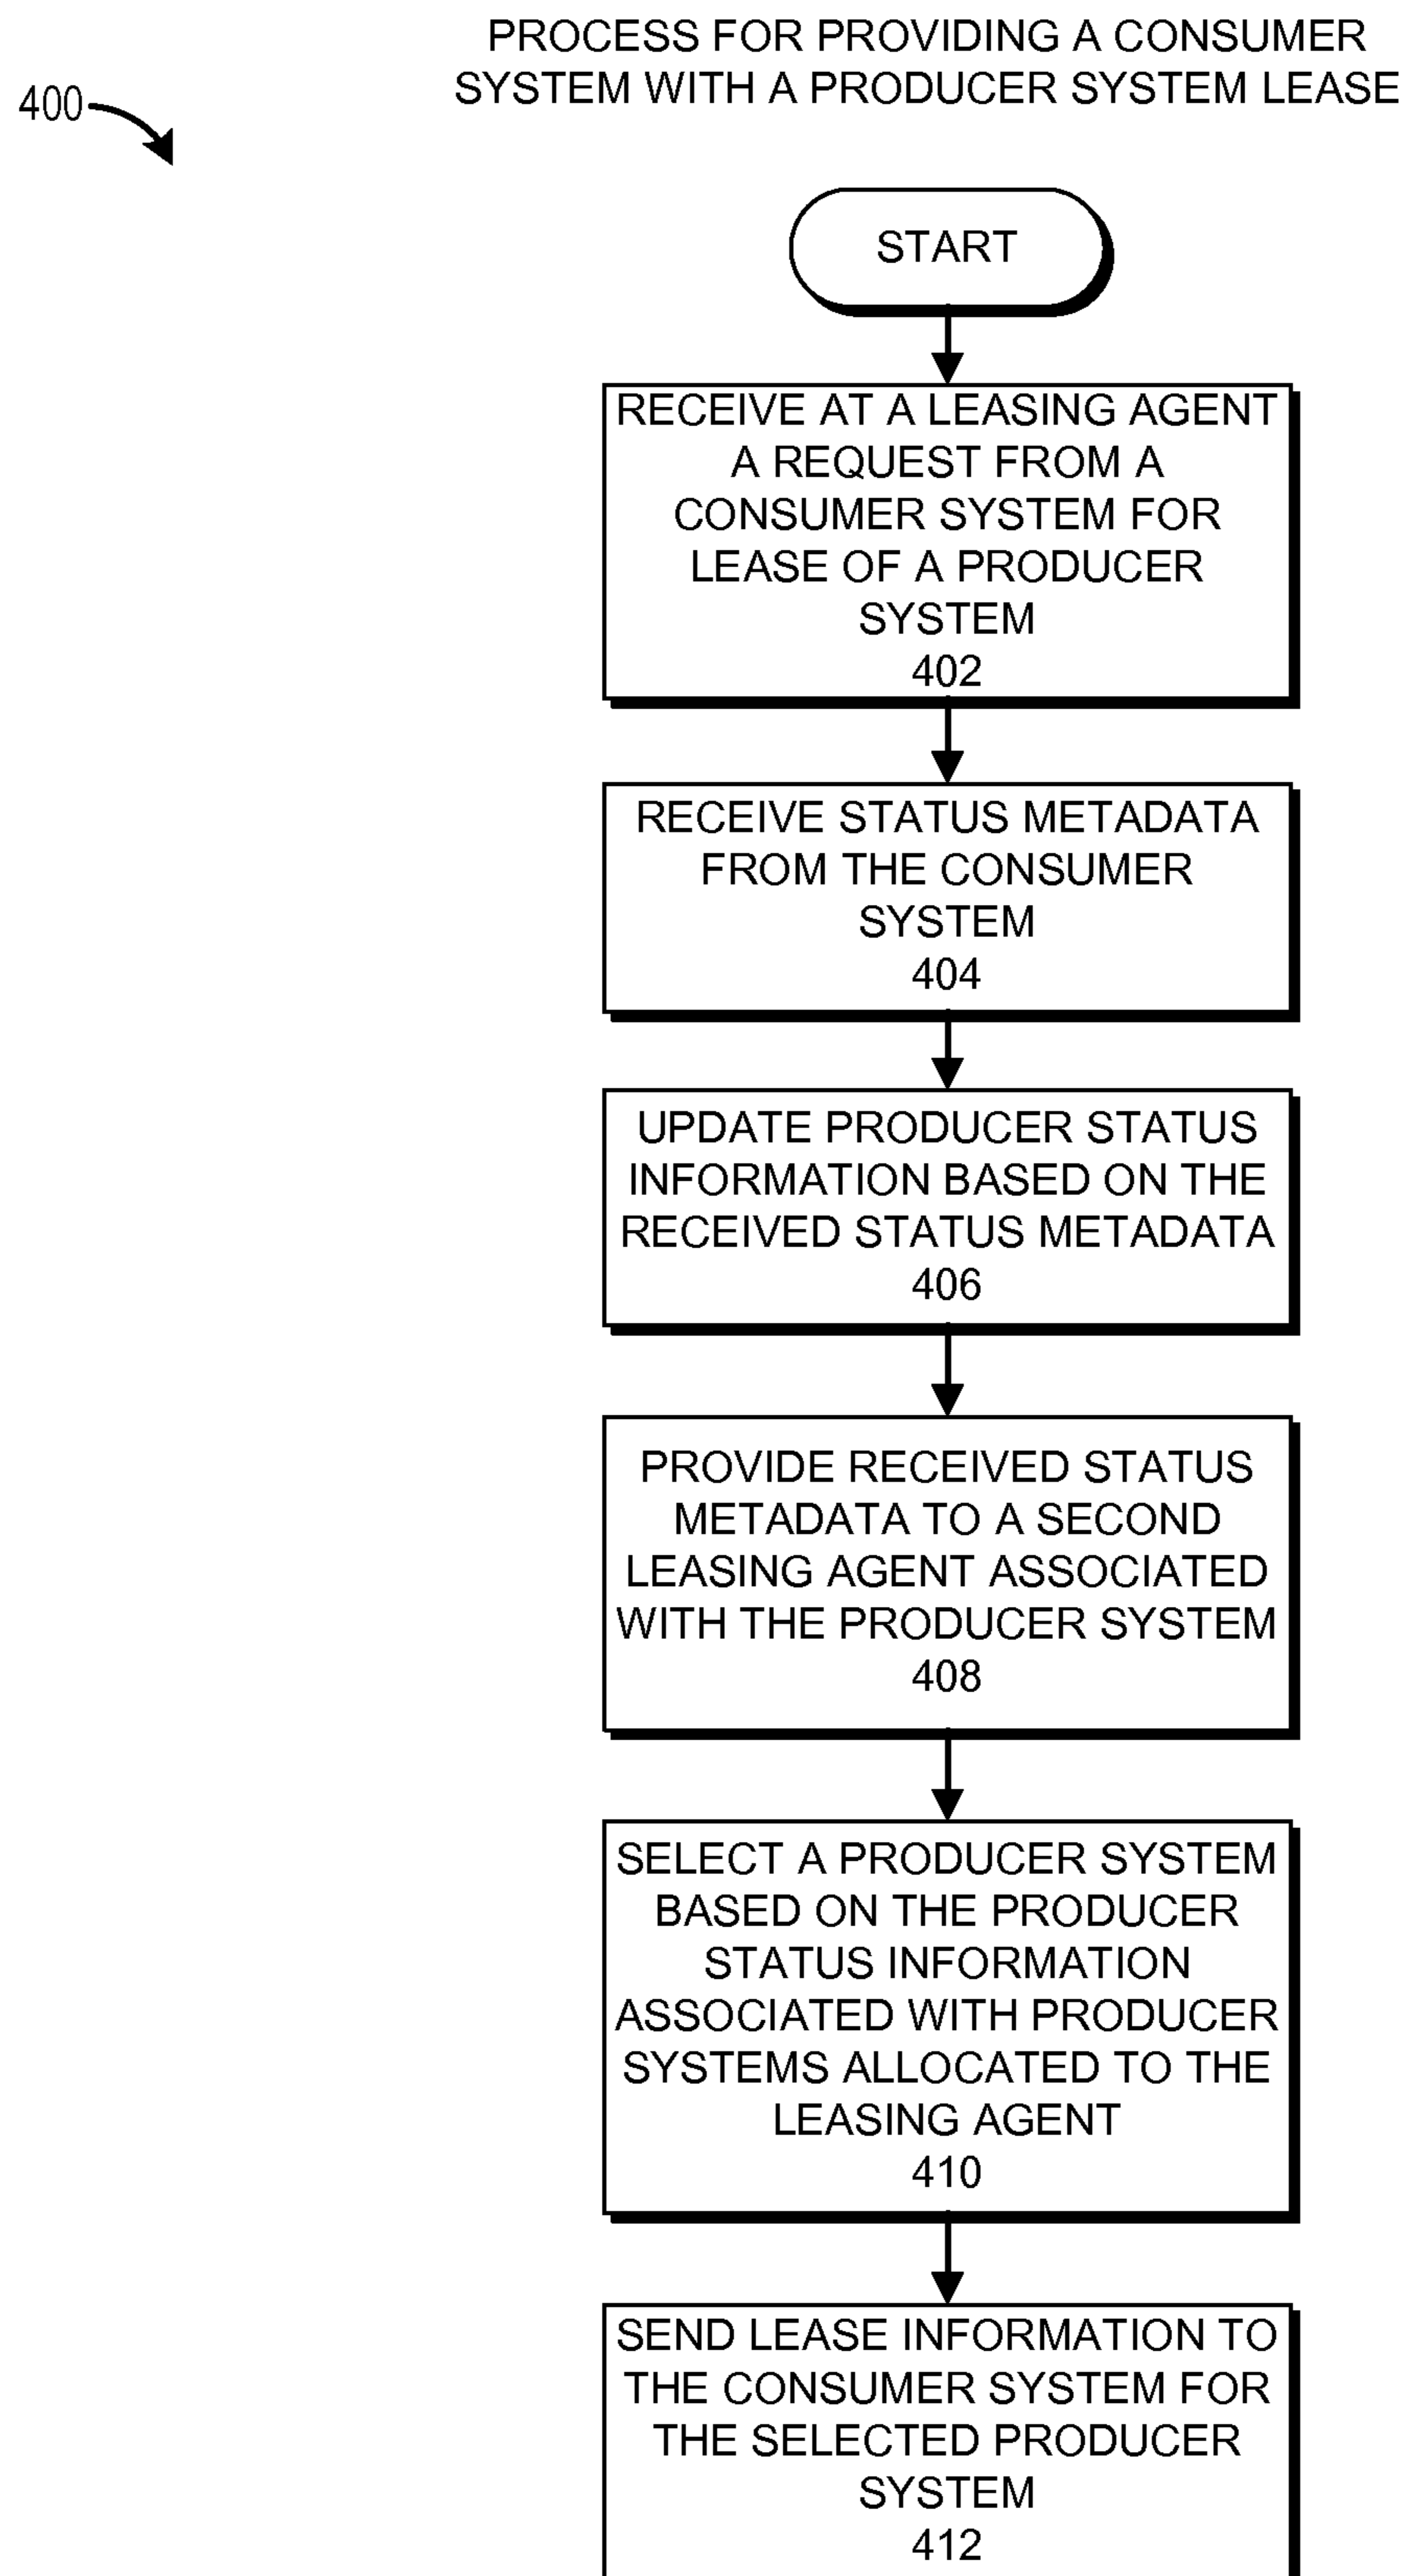 PROCESS FOR PROVIDING A CONSUMER
SYSTEM WITH A PRODUCER SYSTEM LEASE
400
START
RECEIVE AT A LEASING AGENT
A REQUEST FROM A
CONSUMER SYSTEM FOR
LEASE OF A PRODUCER
SYSTEM
402
RECEIVE STATUS METADATA
FROM THE CONSUMER
SYSTEM
404
UPDATE PRODUCER STATUS
INFORMATION BASED ON THE
RECEIVED STATUS METADATA
406
PROVIDE RECEIVED STATUS
METADATA TO A SECOND
LEASING AGENT ASSOCIATED
WITH THE PRODUCER SYSTEM
408
SELECT A PRODUCER SYSTEM
BASED ON THE PRODUCER
STATUS INFORMATION
ASSOCIATED WITH PRODUCER
SYSTEMS ALLOCATED TO THE
LEASING AGENT
410
SEND LEASE INFORMATION TO
THE CONSUMER SYSTEM FOR
THE SELECTED PRODUCER
SYSTEM
412